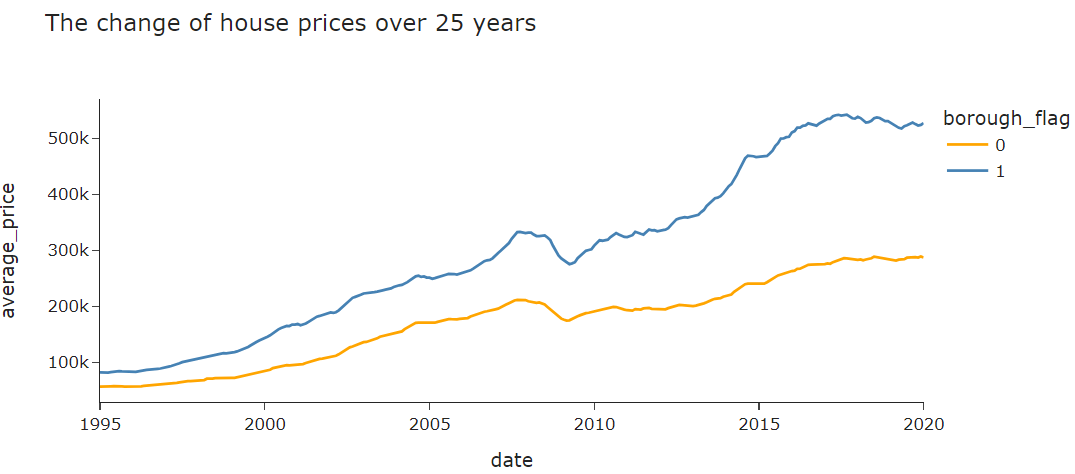 The change of house prices over 25 years
average_price
500k
400k
300k
200k
100k
1995
2000
2005
2010
2015
2020
date
borough_flag
0
1